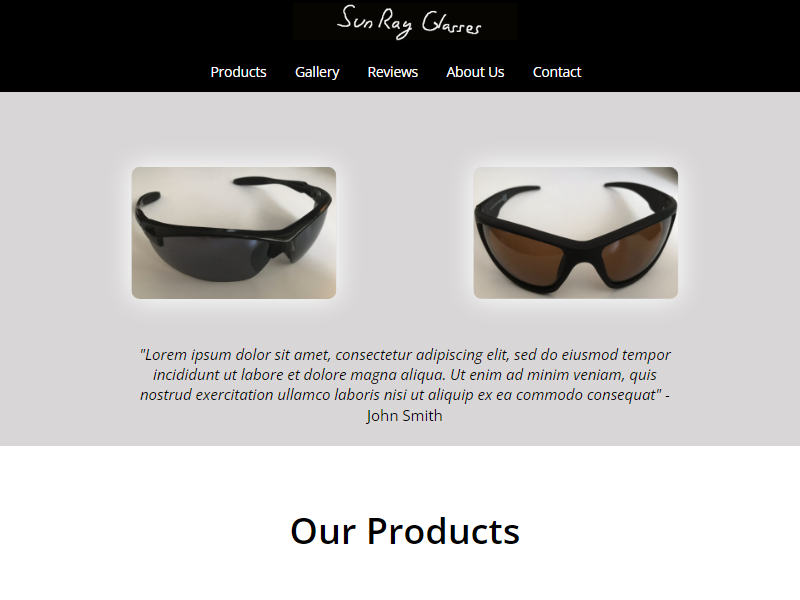 Sun Ray Glasses
Products Gallery Reviews About Us Contact
"Lorem ipsum dolor sit amet, consectetur adipiscing elit, sed do eiusmod tempor
incididunt ut labore et dolore magna aliqua. Ut enim ad minim veniam, quis
nostrud exercitation ullamco laboris nisi ut aliquip ex ea commodo consequat" -
John Smith
Our Products